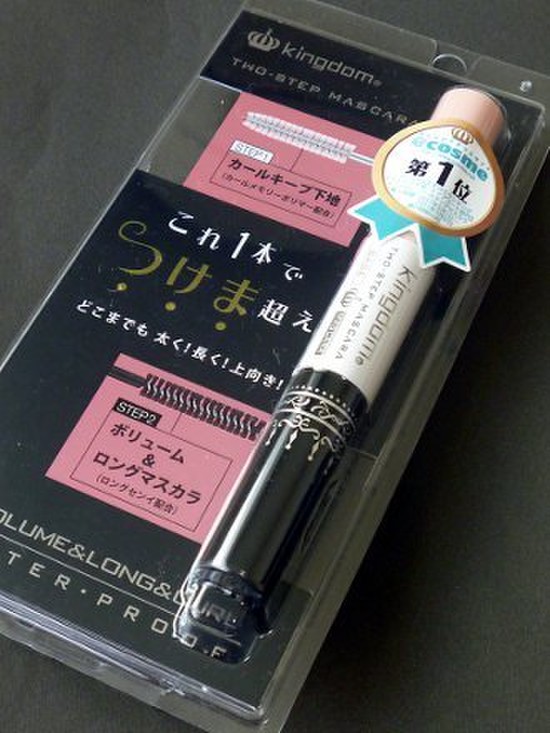 kingdom®
TWO-STEP MASCARA
@cosme
第1位
STEP1
カールキープ下地
(カールメモリーポリマー配合)
これ1本で
つけま超え
どこまでも 太く!長く!上向き!
Kingdom®
TWO-STEP MASCARA
STEP2
ボリューム
&
ロングマスカラ
(ロングセンイ配合)
OLUME&LONG&CURL
TER・PROOF